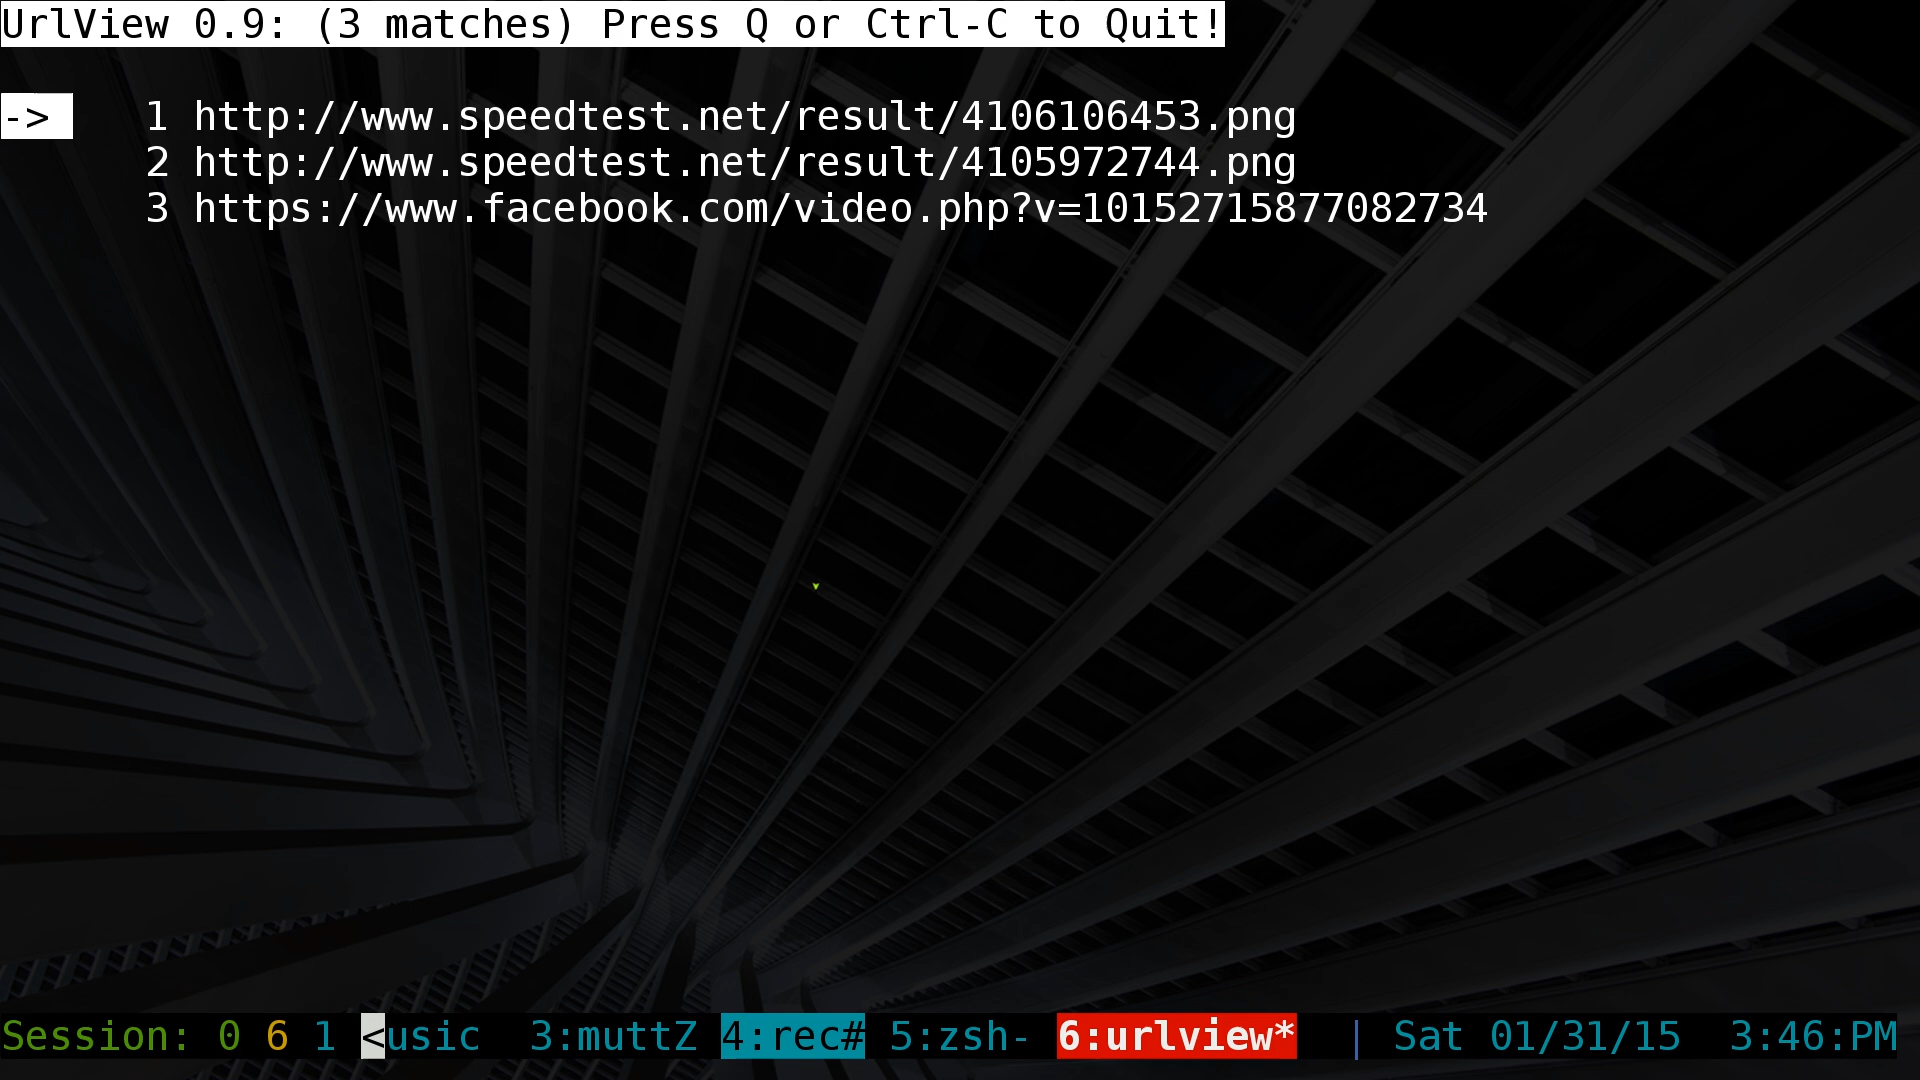 UrlView 0.9: (3 matches) Press Q or Ctrl-C to Quit!
->   1 http://www.speedtest.net/result/4106106453.png
2 http://www.speedtest.net/result/4105972744.png
3 https://www.facebook.com/video.php?v=10152715877082734
Session: 0 6 1 <usic  3:muttZ 4:rec# 5:zsh- 6:urlview*  | Sat 01/31/15  3:46:PM